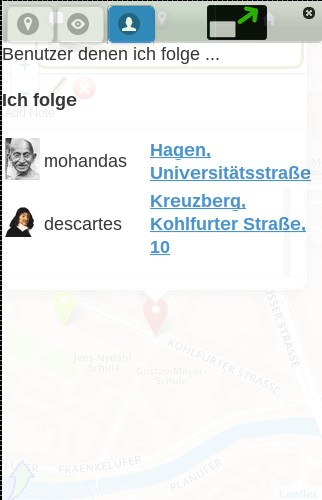 Benutzer denen ich folge ...
Ich folge
Add Note
mohandas
Hagen,
Universitätsstraße
descartes
Kreuzberg,
Kohlfurter Straße,
10
Jens-Nydahl
Schule
Gustav-Meyer-
Schule
KOHLFURTER STRASSE
FRAENKELUFER
PLANUFER
Leaflet